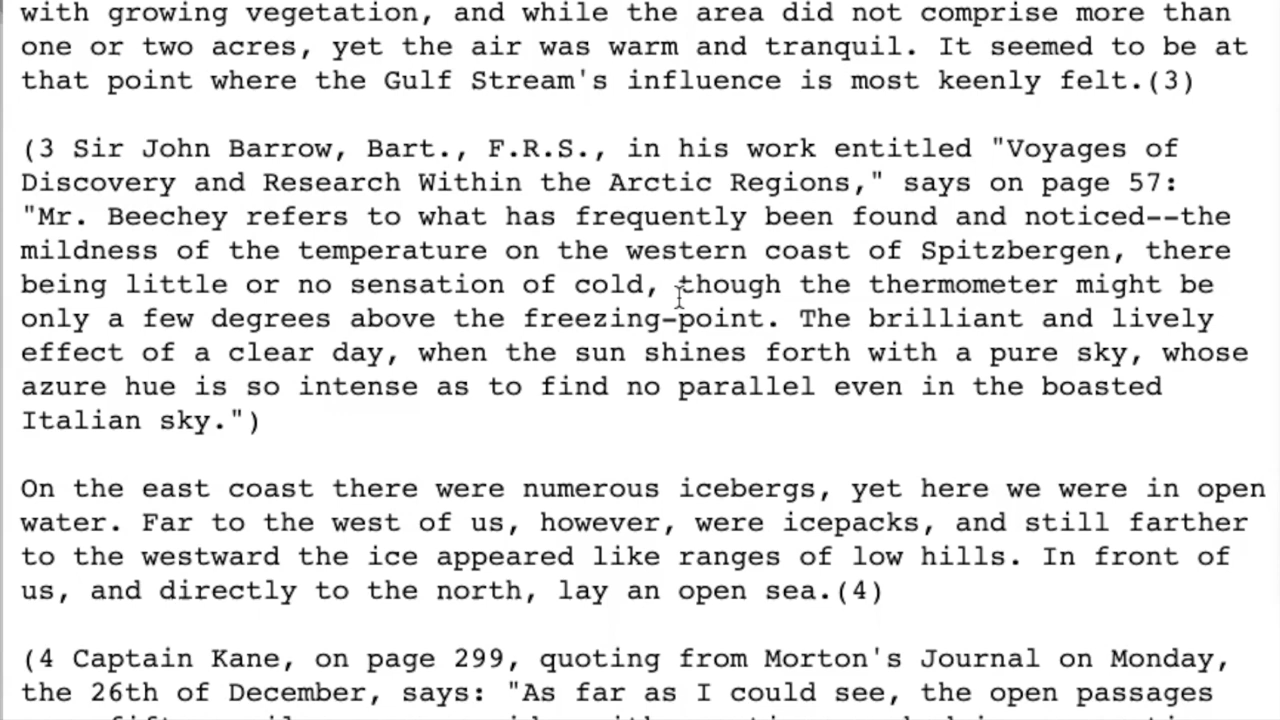 with growing vegetation, and while the area did not comprise more than
one or two acres, yet the air was warm and tranquil. It seemed to be at
that point where the Gulf Stream's influence is most keenly felt.(3)
(3 Sir John Barrow, Bart., F.R.S., in his work entitled "Voyages of
Discovery and Research Within the Arctic Regions," says on page 57:
"Mr. Beechey refers to what has frequently been found and noticed--the
mildness of the temperature on the western coast of Spitzbergen, there
being little or no sensation of cold, though the thermometer might be
only a few degrees above the freezing-point. The brilliant and lively
effect of a clear day, when the sun shines forth with a pure sky, whose
azure hue is so intense as to find no parallel even in the boasted
Italian sky.")
On the east coast there were numerous icebergs, yet here we were in open
water. Far to the west of us, however, were icepacks, and still farther
to the westward the ice appeared like ranges of low hills. In front of
us, and directly to the north, lay an open sea.(4)
(4 Captain Kane, on page 299, quoting from Morton's Journal on Monday,
the 26th of December, says: "As far as I could see, the open passages